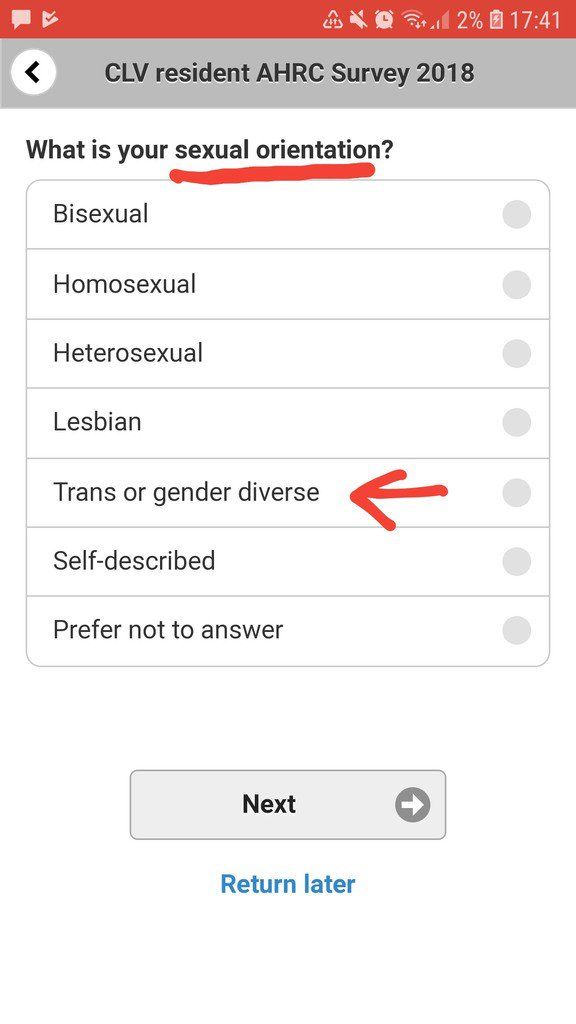 2% 17:41
CLV resident AHRC Survey 2018
What is your sexual orientation?
Bisexual
Homosexual
Heterosexual
Lesbian
Trans or gender diverse
Self-described
Prefer not to answer
Next
Return later